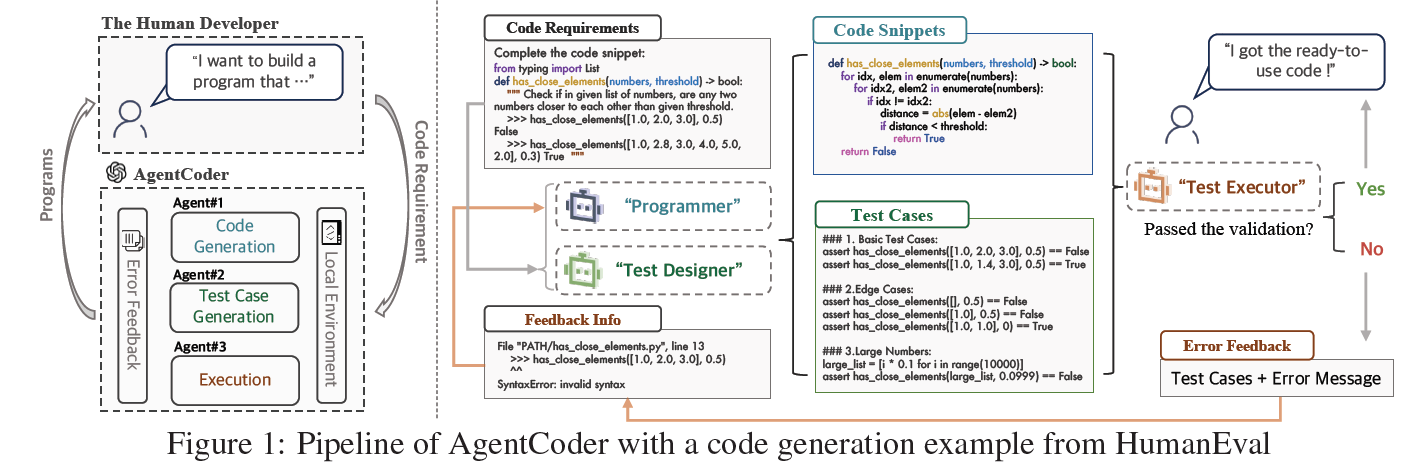 The Human Developer
"I want to build a
program that ···"
Programs
Code Requirement
AgentCoder
Error Feedback
Agent#1
Code
Generation
Agent#2
Test Case
Generation
Agent#3
Execution
Local Environment
Code Requirements
Complete the code snippet:
from typing import List
def has_close_elements(numbers, threshold) -> bool:
""" Check if in given list of numbers, are any two
numbers closer to each other than given threshold.
>>> has_close_elements([1.0, 2.0, 3.0], 0.5)
False
>>> has_close_elements([1.0, 2.8, 3.0, 4.0, 5.0,
2.0], 0.3) True """
"Programmer"
"Test Designer"
Feedback Info
File "PATH/has_close_elements.py", line 13
>>> has_close_elements([1.0, 2.0, 3.0], 0.5)
^^
SyntaxError: invalid syntax
Code Snippets
def has_close_elements(numbers, threshold) -> bool:
for idx, elem in enumerate(numbers):
for idx2, elem2 in enumerate(numbers):
if idx != idx2:
distance = abs(elem - elem2)
if distance < threshold:
return True
return False
Test Cases
### 1. Basic Test Cases:
assert has_close_elements([1.0, 2.0, 3.0], 0.5) == False
assert has_close_elements([1.0, 1.4, 3.0], 0.5) == True
### 2.Edge Cases:
assert has_close_elements([], 0.5) == False
assert has_close_elements([1.0], 0.5) == False
assert has_close_elements([1.0, 1.0], 0) == True
### 3.Large Numbers:
large_list = [i * 0.1 for i in range(10000)]
assert has_close_elements(large_list, 0.0999) == False
"I got the ready-to-
use code !"
"Test Executor"
Passed the validation?
Yes
No
Error Feedback
Test Cases + Error Message
Figure 1: Pipeline of AgentCoder with a code generation example from HumanEval